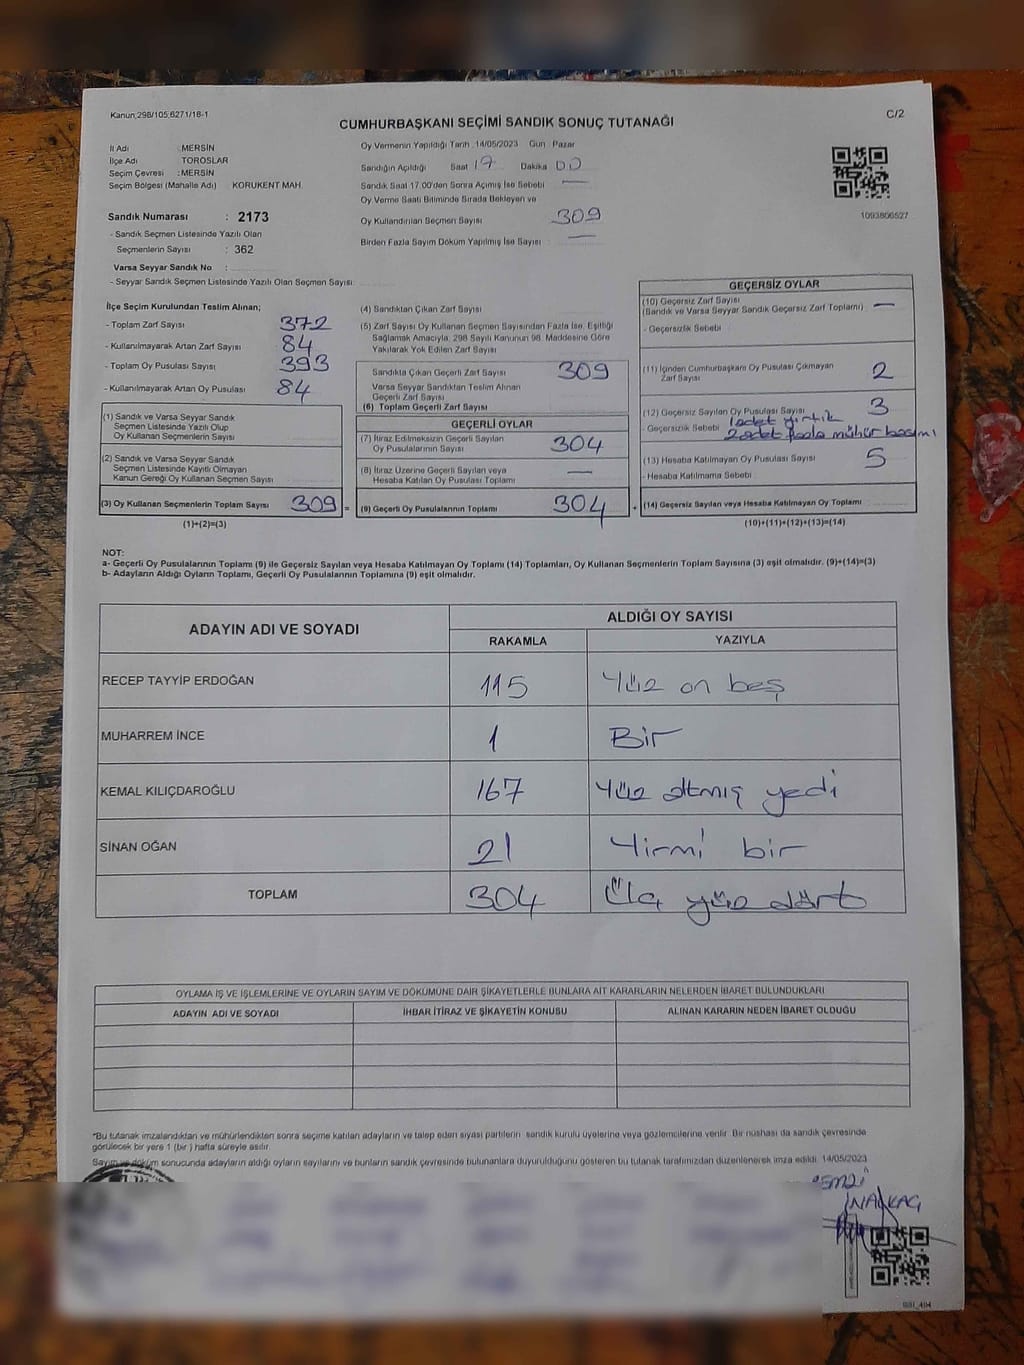 Kanun;298/105,6271/18-1
C/2
CUMHURBAŞKANI SEÇİMİ SANDIK SONUÇ TUTANAĞI
İl Adı : MERSİN
İlçe Adı : TOROSLAR
Seçim Çevresi : MERSİN
Seçim Bölgesi (Mahalle Adı) KORUKENT MAH.
Sandık Numarası : 2173
- Sandık Seçmen Listesinde Yazılı Olan
Seçmenlerin Sayısı : 362
Varsa Seyyar Sandık No :
- Seyyar Sandık Seçmen Listesinde Yazılı Olan Seçmen Sayısı:
Oy Vermenin Yapıldığı Tarih :14/05/2023 Gün : Pazar
Sandığın Açıldığı Saat 17 Dakika 00
Sandık Saat 17.00'den Sonra Açılmış İse Sebebi —
Oy Verme Saati Bitiminde Sırada Bekleyen ve
Oy Kullandırılan Seçmen Sayısı 309
Birden Fazla Sayım Döküm Yapılmış İse Sayısı : —
1093806527
İlçe Seçim Kurulundan Teslim Alınan;
- Toplam Zarf Sayısı 372
- Kullanılmayarak Artan Zarf Sayısı 84
- Toplam Oy Pusulası Sayısı 393
- Kullanılmayarak Artan Oy Pusulası 84
(1) Sandık ve Varsa Seyyar Sandık
Seçmen Listesinde Yazılı Olup
Oy Kullanan Seçmenlerin Sayısı
(2) Sandık ve Varsa Seyyar Sandık
Seçmen Listesinde Kayıtlı Olmayan
Kanun Gereği Oy Kullanan Seçmen Sayısı
(3) Oy Kullanan Seçmenlerin Toplam Sayısı 309 =
(1)+(2)=(3)
(4) Sandıktan Çıkan Zarf Sayısı
(5) Zarf Sayısı Oy Kullanan Seçmen Sayısından Fazla İse, Eşitliği
Sağlamak Amacıyla, 298 Sayılı Kanunun 98. Maddesine Göre
Yakılarak Yok Edilen Zarf Sayısı
Sandıkta Çıkan Geçerli Zarf Sayısı 309
Varsa Seyyar Sandıktan Teslim Alınan
Geçerli Zarf Sayısı
(6) Toplam Geçerli Zarf Sayısı
GEÇERLİ OYLAR
(7) İtiraz Edilmeksizin Geçerli Sayılan
Oy Pusulalarının Sayısı 304
(8) İtiraz Üzerine Geçerli Sayılan veya
Hesaba Katılan Oy Pusulası Toplamı —
(9) Geçerli Oy Pusulalarının Toplamı 304 +
GEÇERSİZ OYLAR
(10) Geçersiz Zarf Sayısı
(Sandık ve Varsa Seyyar Sandık Geçersiz Zarf Toplamı) —
- Geçersizlik Sebebi
(11) İçinden Cumhurbaşkanı Oy Pusulası Çıkmayan
Zarf Sayısı 2
(12) Geçersiz Sayılan Oy Pusulası Sayısı 3
- Geçersizlik Sebebi 1 adet yırtık
2 adet fazla mühür basımı
(13) Hesaba Katılmayan Oy Pusulası Sayısı 5
- Hesaba Katılmama Sebebi
(14) Geçersiz Sayılan veya Hesaba Katılmayan Oy Toplamı
(10)+(11)+(12)+(13)=(14)
NOT:
a- Geçerli Oy Pusulalarının Toplamı (9) ile Geçersiz Sayılan veya Hesaba Katılmayan Oy Toplamı (14) Toplamları, Oy Kullanan Seçmenlerin Toplam Sayısına (3) eşit olmalıdır. (9)+(14)=(3)
b- Adayların Aldığı Oyların Toplamı, Geçerli Oy Pusulalarının Toplamına (9) eşit olmalıdır.
ADAYIN ADI VE SOYADI
ALDIĞI OY SAYISI
RAKAMLA YAZIYLA
RECEP TAYYİP ERDOĞAN 115 Yüz on beş
MUHARREM İNCE 1 Bir
KEMAL KILIÇDAROĞLU 167 Yüz altmış yedi
SİNAN OĞAN 21 Yirmi bir
TOPLAM 304 Üç yüz dört
OYLAMA İŞ VE İŞLEMLERİNE VE OYLARIN SAYIM VE DÖKÜMÜNE DAİR ŞİKAYETLERLE BUNLARA AİT KARARLARIN NELERDEN İBARET BULUNDUKLARI
ADAYIN ADI VE SOYADI İHBAR İTİRAZ VE ŞİKAYETİN KONUSU ALINAN KARARIN NEDEN İBARET OLDUĞU
*Bu tutanak imzalandıktan ve mühürlendikten sonra seçime katılan adayların ve talep eden siyasi partilerin sandık kurulu üyelerine veya gözlemcilerine verilir. Bir nüshası da sandık çevresinde
görülecek bir yere 1 (bir) hafta süreyle asılır.
Sayım ve döküm sonucunda adayların aldığı oyların sayılarını ve bunların sandık çevresinde bulunanlara duyurulduğunu gösteren bu tutanak tarafımızdan düzenlenerek imza edildi. 14/05/2023